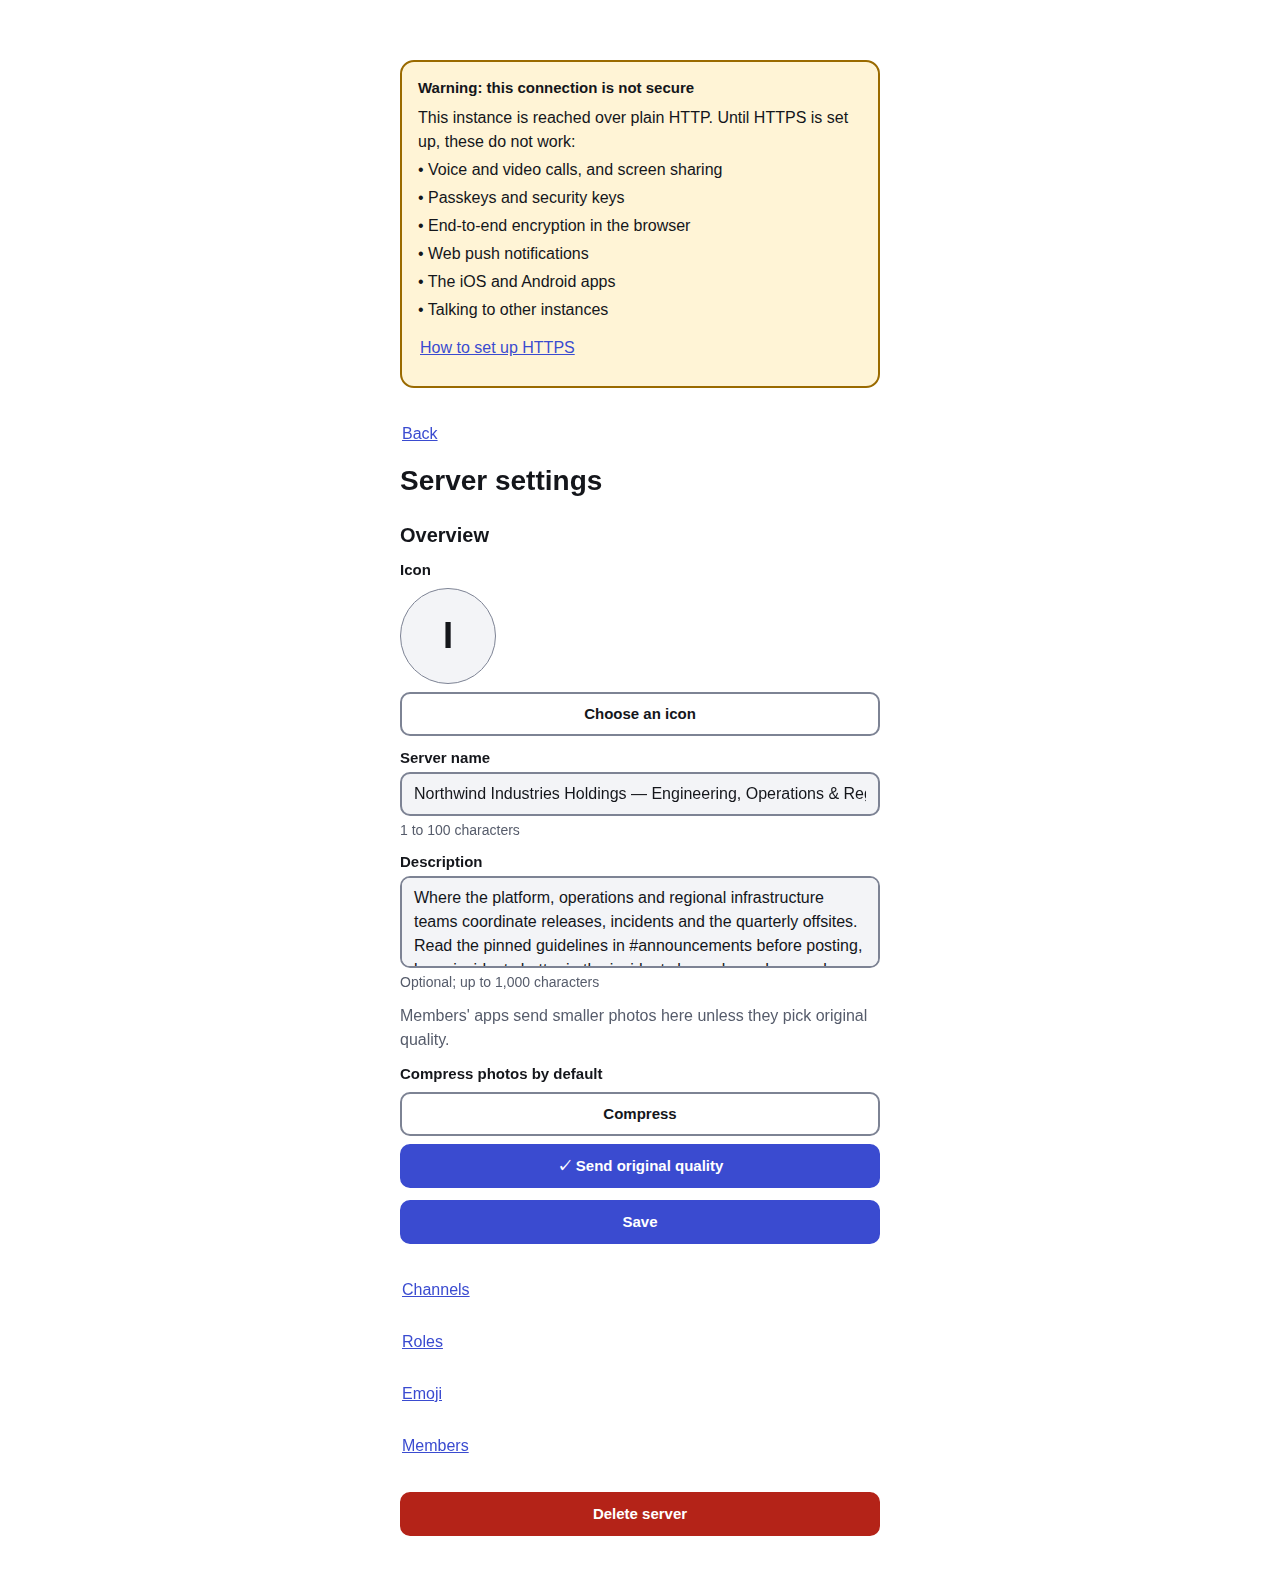 Warning: this connection is not secure
This instance is reached over plain HTTP. Until HTTPS is set
up, these do not work:
• Voice and video calls, and screen sharing
• Passkeys and security keys
• End-to-end encryption in the browser
• Web push notifications
• The iOS and Android apps
• Talking to other instances
How to set up HTTPS
Back
Server settings
Overview
Icon
I
Choose an icon
Server name
Northwind Industries Holdings — Engineering, Operations & Reg
1 to 100 characters
Description
Where the platform, operations and regional infrastructure
teams coordinate releases, incidents and the quarterly offsites.
Read the pinned guidelines in #announcements before posting,
Optional; up to 1,000 characters
Members' apps send smaller photos here unless they pick original
quality.
Compress photos by default
Compress
✓ Send original quality
Save
Channels
Roles
Emoji
Members
Delete server